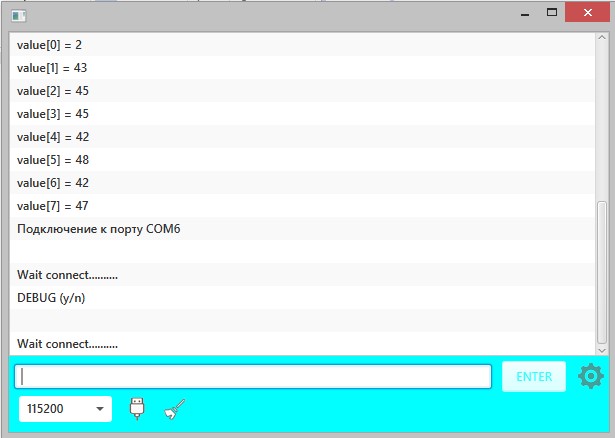 value[0] = 2
value[1] = 43
value[2] = 45
value[3] = 45
value[4] = 42
value[5] = 48
value[6] = 42
value[7] = 47
Подключение к порту COM6
Wait connect..........
DEBUG (y/n)
Wait connect..........
ENTER
115200